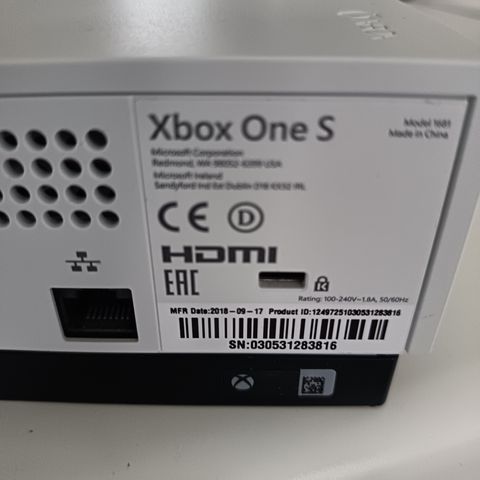 Xbox One S
Model 1681
Made in China
Microsoft Corporation
Redmond, WA 98052-6399 USA
Microsoft Ireland
Sandyford Ind Est Dublin D18 KX32 IRL
CE D
HDMI
EAC
Rating: 100-240V~1.8A, 50/60Hz
MFR Date:2018-09-17 Product ID:12497251030531283816
SN:030531283816